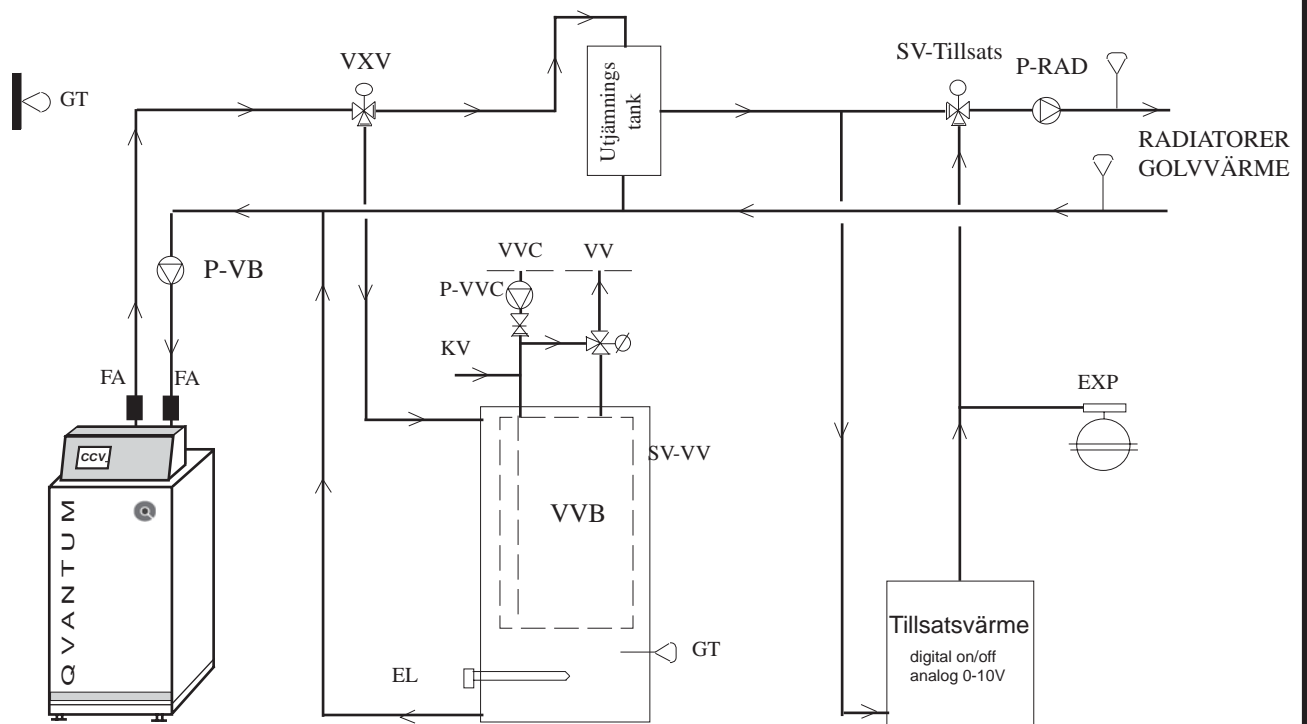 SV-Tillsats
VXV
P-RAD
GT
Utjämnings
tank
RADIATORER
GOLVVÄRME
VVC
VV
P-VB
P-VVC
KV
FA
FA
EXP
CCV
SV-VV
VVB
QVANTUM
Tillsatsvärme
GT
digital on/off
EL
analog 0-10V